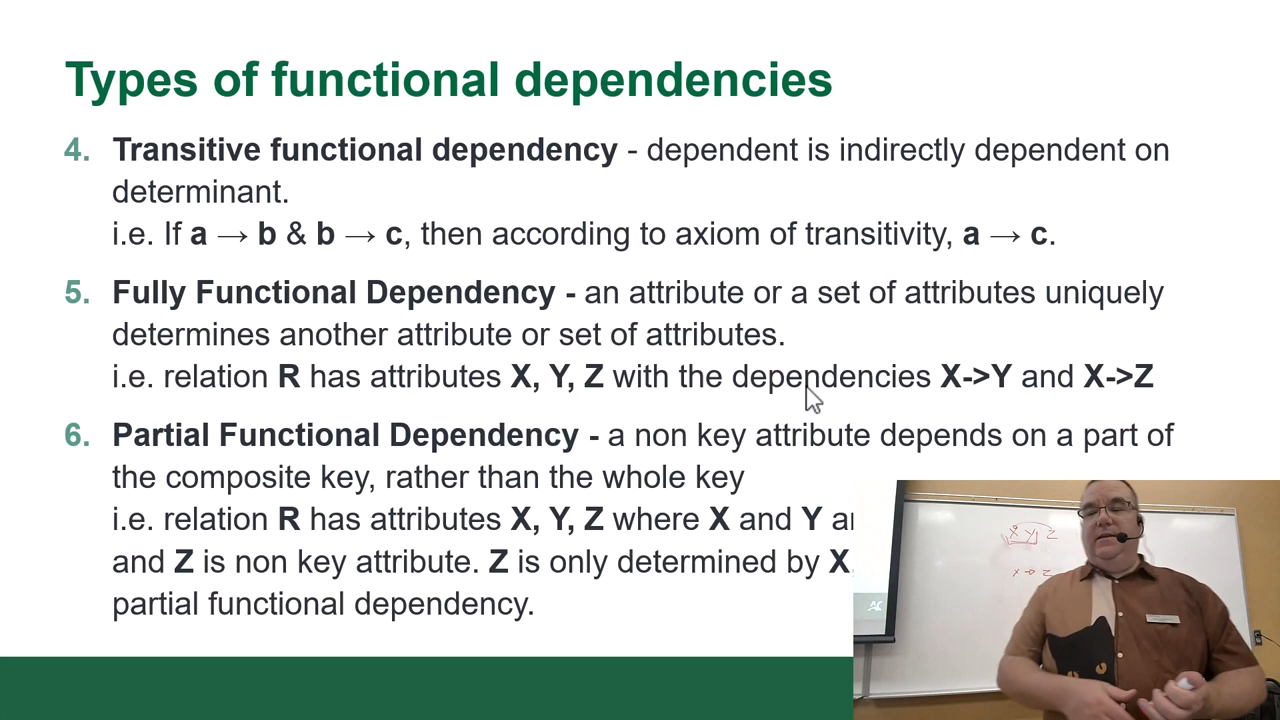 Types of functional dependencies
4. Transitive functional dependency - dependent is indirectly dependent on
determinant.
i.e. If a → b & b → c, then according to axiom of transitivity, a → c.
5. Fully Functional Dependency - an attribute or a set of attributes uniquely
determines another attribute or set of attributes.
i.e. relation R has attributes X, Y, Z with the dependencies X->Y and X->Z
6. Partial Functional Dependency - a non key attribute depends on a part of
the composite key, rather than the whole key
i.e. relation R has attributes X, Y, Z where X and Y
and Z is non key attribute. Z is only determined by X,
partial functional dependency.
X Y Z
X → Z